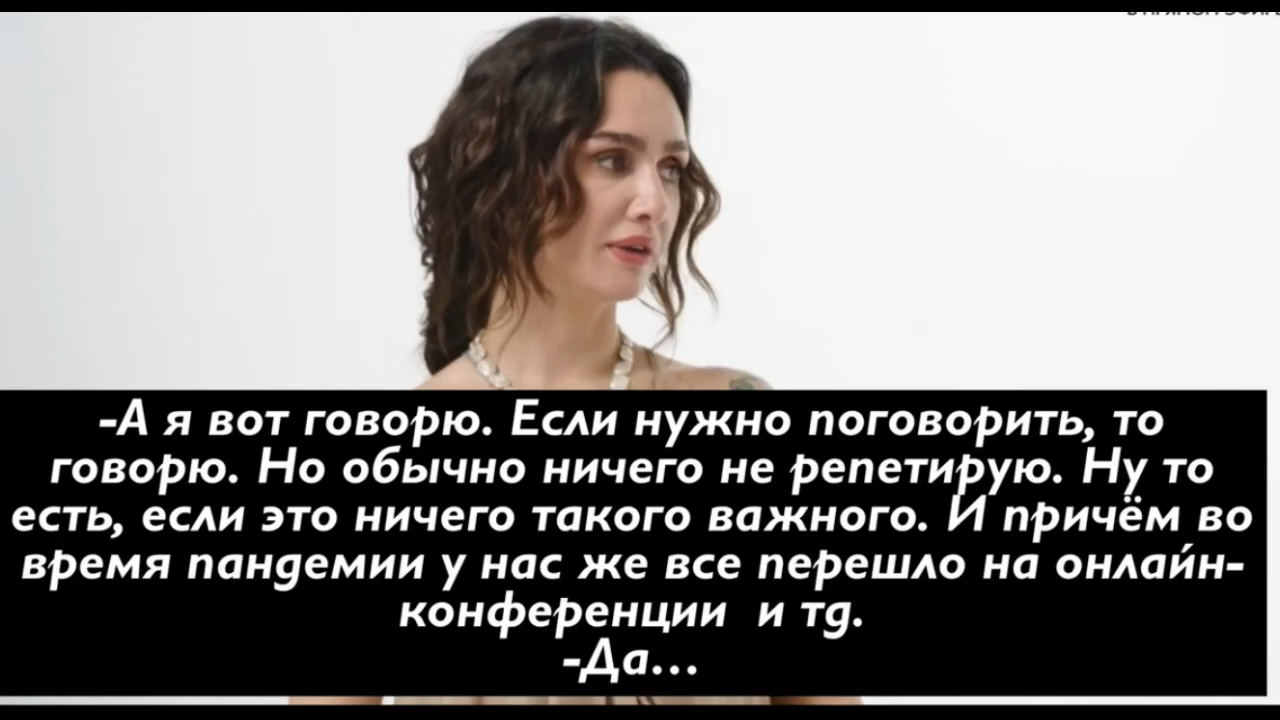 -А я вот говорю. Если нужно поговорить, то
говорю. Но обычно ничего не репетирую. Ну то
есть, если это ничего такого важного. И причём во
время пандемии у нас же все перешло на онлайн-
конференции и тд.
-Да...